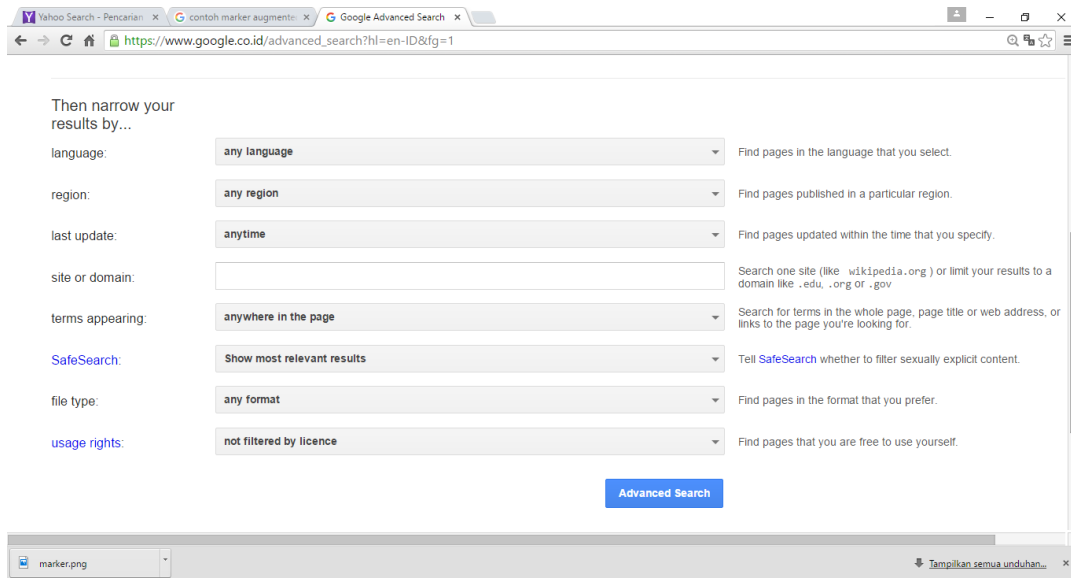 Yahoo Search - Pencarian
contoh marker augmente
Google Advanced Search
https://www.google.co.id/advanced_search?hl=en-ID&fg=1
Then narrow your
results by...
language: any language Find pages in the language that you select.
region: any region Find pages published in a particular region.
last update: anytime Find pages updated within the time that you specify.
site or domain: Search one site (like wikipedia.org ) or limit your results to a
domain like .edu, .org or .gov
terms appearing: anywhere in the page Search for terms in the whole page, page title or web address, or
links to the page you're looking for.
SafeSearch: Show most relevant results Tell SafeSearch whether to filter sexually explicit content.
file type: any format Find pages in the format that you prefer.
usage rights: not filtered by licence Find pages that you are free to use yourself.
Advanced Search
marker.png
Tampilkan semua unduhan...